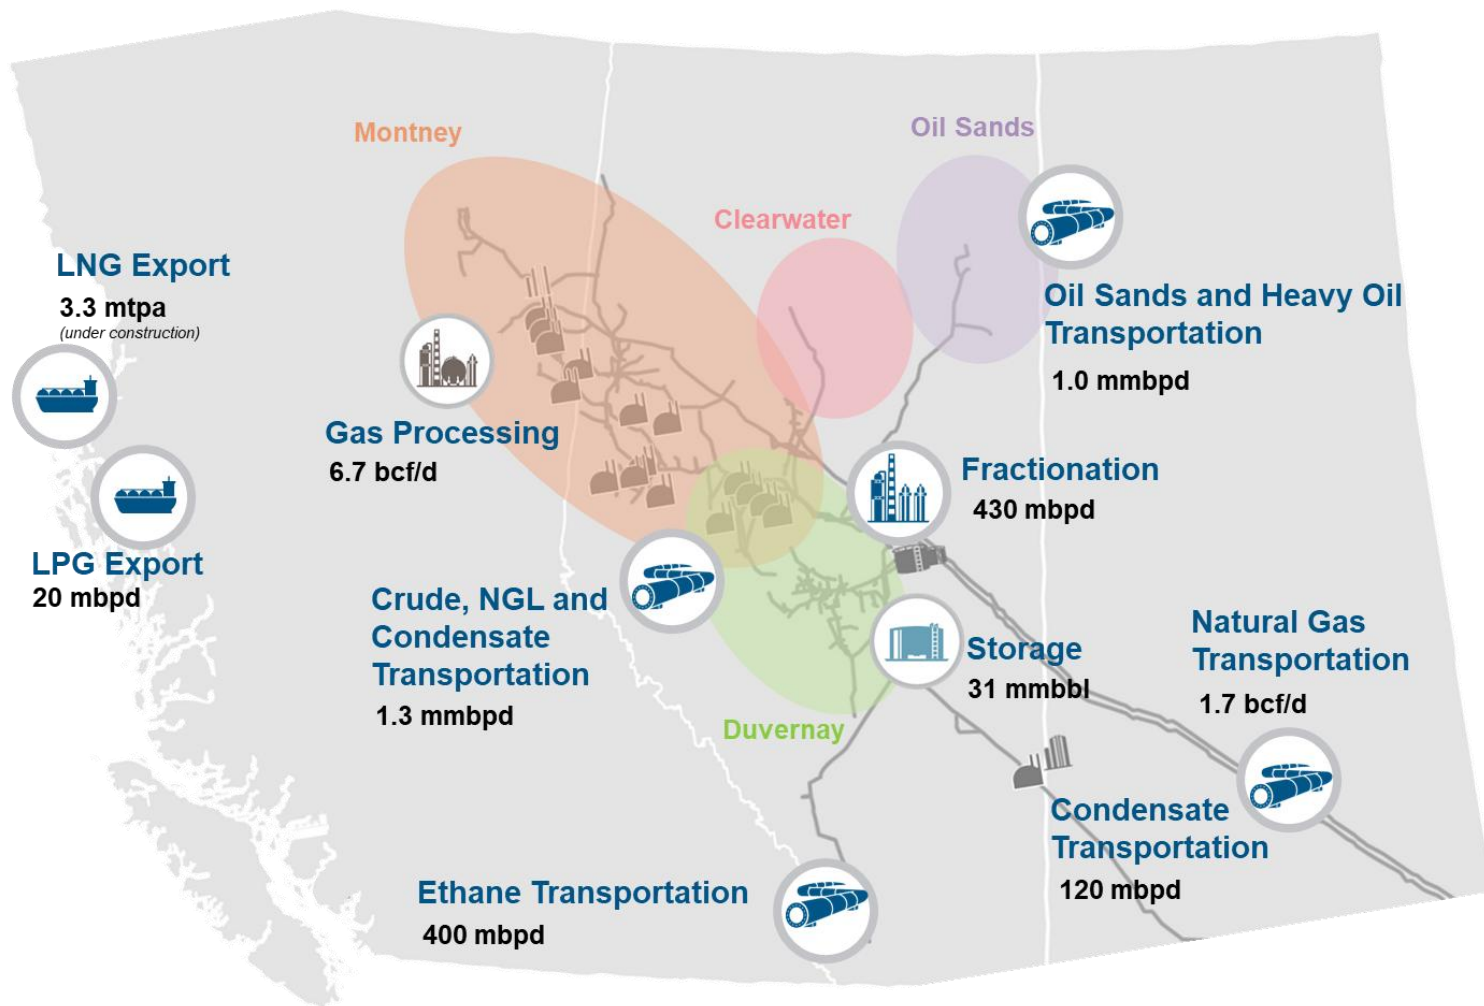 Montney
Oil Sands
Clearwater
LNG Export
3.3 mtpa
(under construction)
Oil Sands and Heavy Oil
Transportation
1.0 mmbpd
Gas Processing
6.7 bcf/d
Fractionation
430 mbpd
LPG Export
20 mbpd
Crude, NGL and
Condensate
Transportation
1.3 mmbpd
Storage
31 mmbbl
Natural Gas
Transportation
1.7 bcf/d
Duvernay
Condensate
Transportation
120 mbpd
Ethane Transportation
400 mbpd